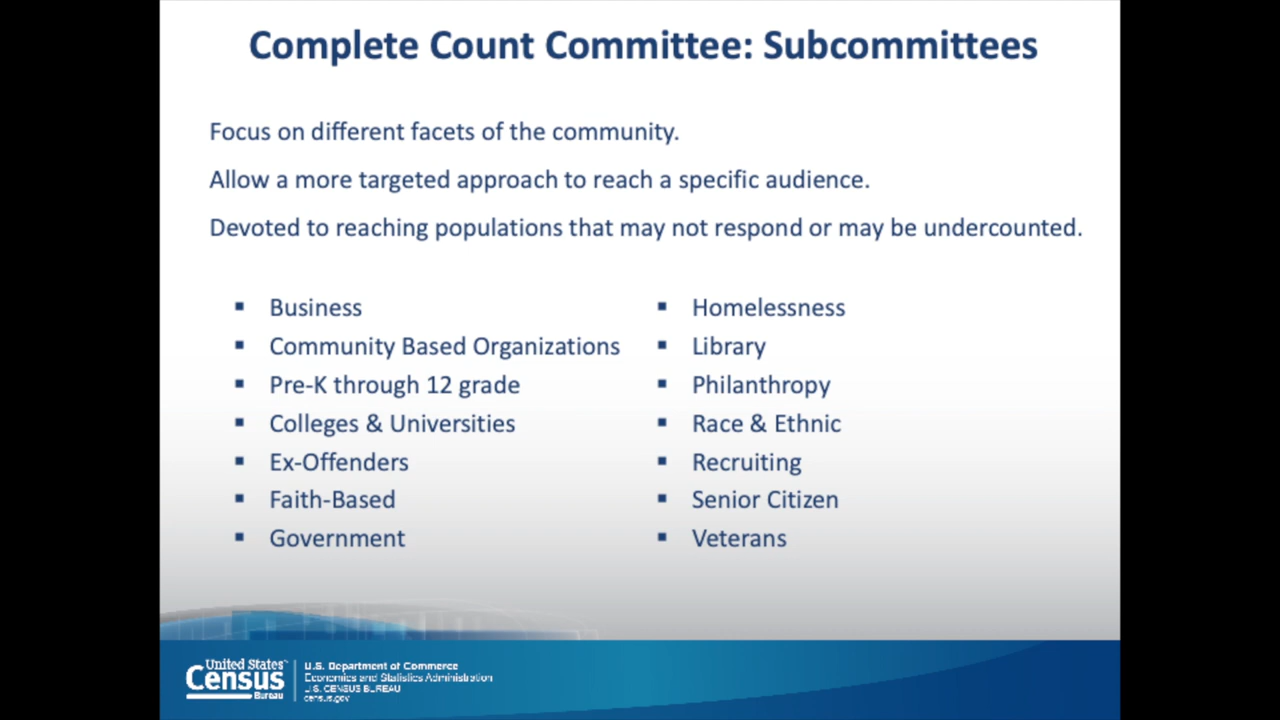 Complete Count Committee: Subcommittees
Focus on different facets of the community.
Allow a more targeted approach to reach a specific audience.
Devoted to reaching populations that may not respond or may be undercounted.
Business
Community Based Organizations
Pre-K through 12 grade
Colleges & Universities
Ex-Offenders
Faith-Based
Government
Homelessness
Library
Philanthropy
Race & Ethnic
Recruiting
Senior Citizen
Veterans
United States
Census
Bureau
U.S. Department of Commerce
Economics and Statistics Administration
U.S. CENSUS BUREAU
census.gov